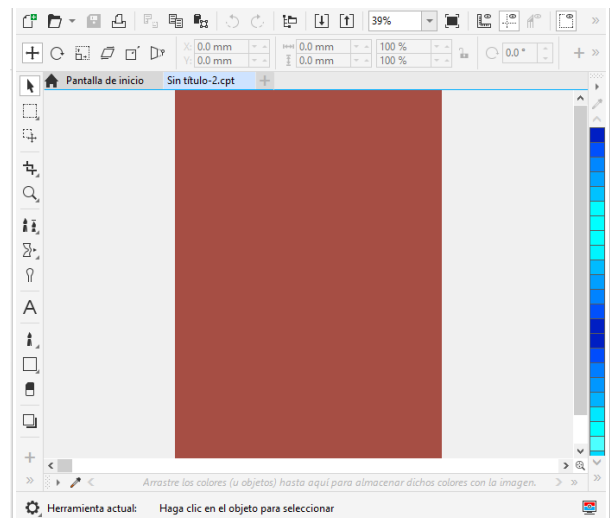 39%
X: 0.0 mm 0.0 mm 100 %
Y: 0.0 mm 0.0 mm 100 %
0.0 °
Pantalla de inicio Sin título-2.cpt
Arrastre los colores (u objetos) hasta aquí para almacenar dichos colores con la imagen.
Herramienta actual: Haga clic en el objeto para seleccionar